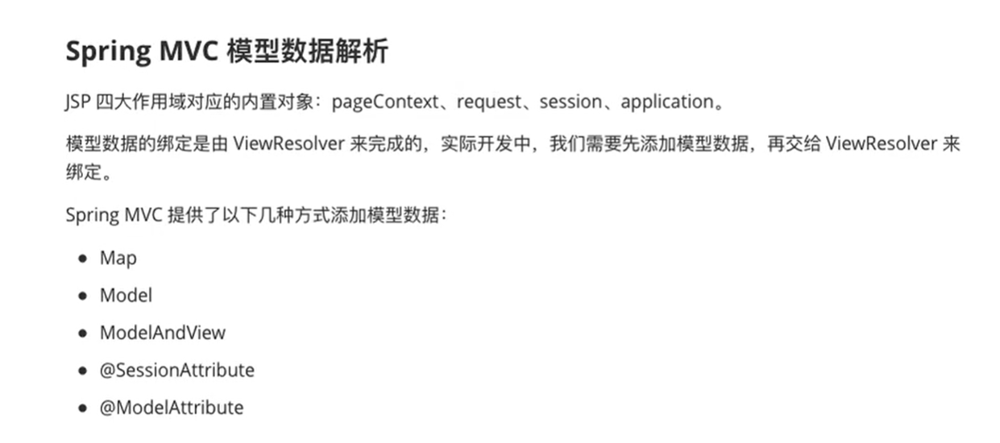 Spring MVC 模型数据解析
JSP 四大作用域对应的内置对象：pageContext、request、session、application。
模型数据的绑定是由 ViewResolver 来完成的，实际开发中，我们需要先添加模型数据，再交给 ViewResolver 来
绑定。
Spring MVC 提供了以下几种方式添加模型数据：
• Map
• Model
• ModelAndView
• @SessionAttribute
• @ModelAttribute